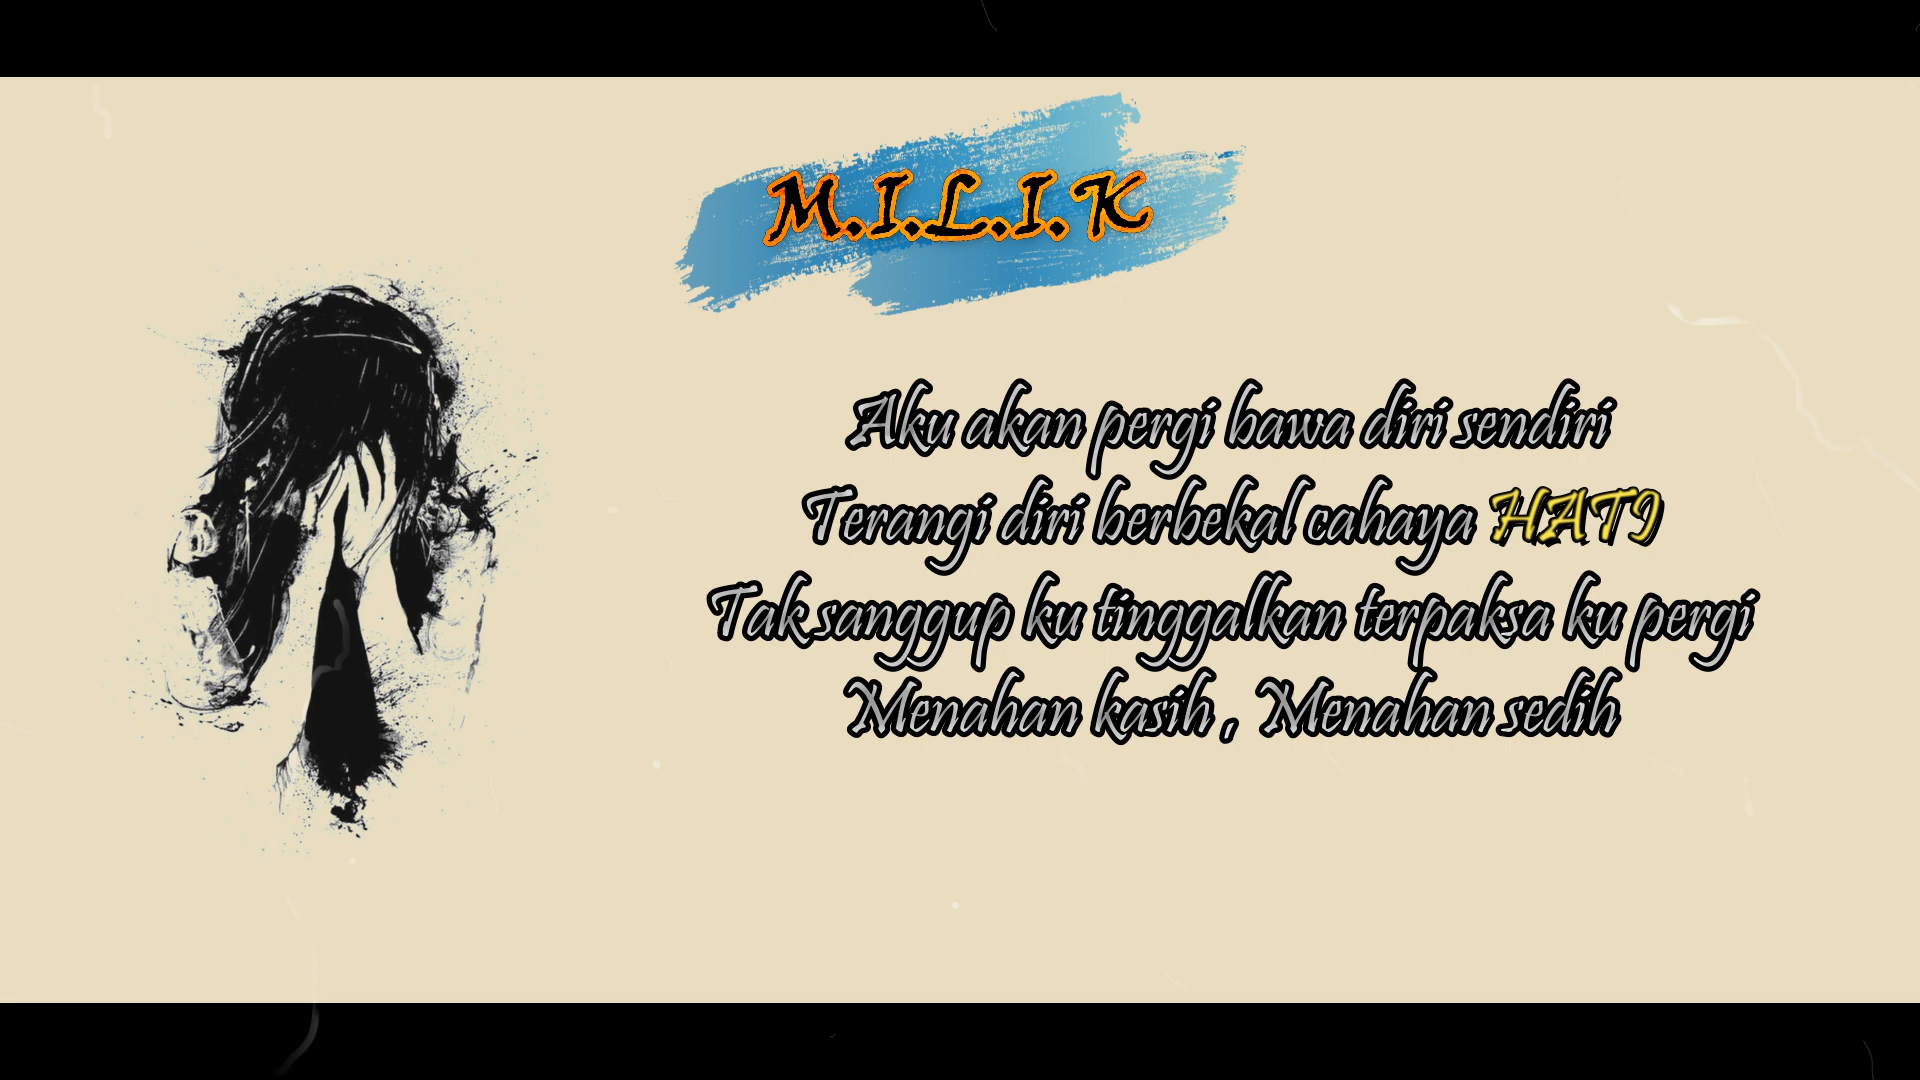 M.I.L.I.K
Aku akan pergi bawa diri sendiri
Terangi diri berbekal cahaya HATI
Tak sanggup ku tinggalkan terpaksa ku pergi
Menahan kasih , Menahan sedih